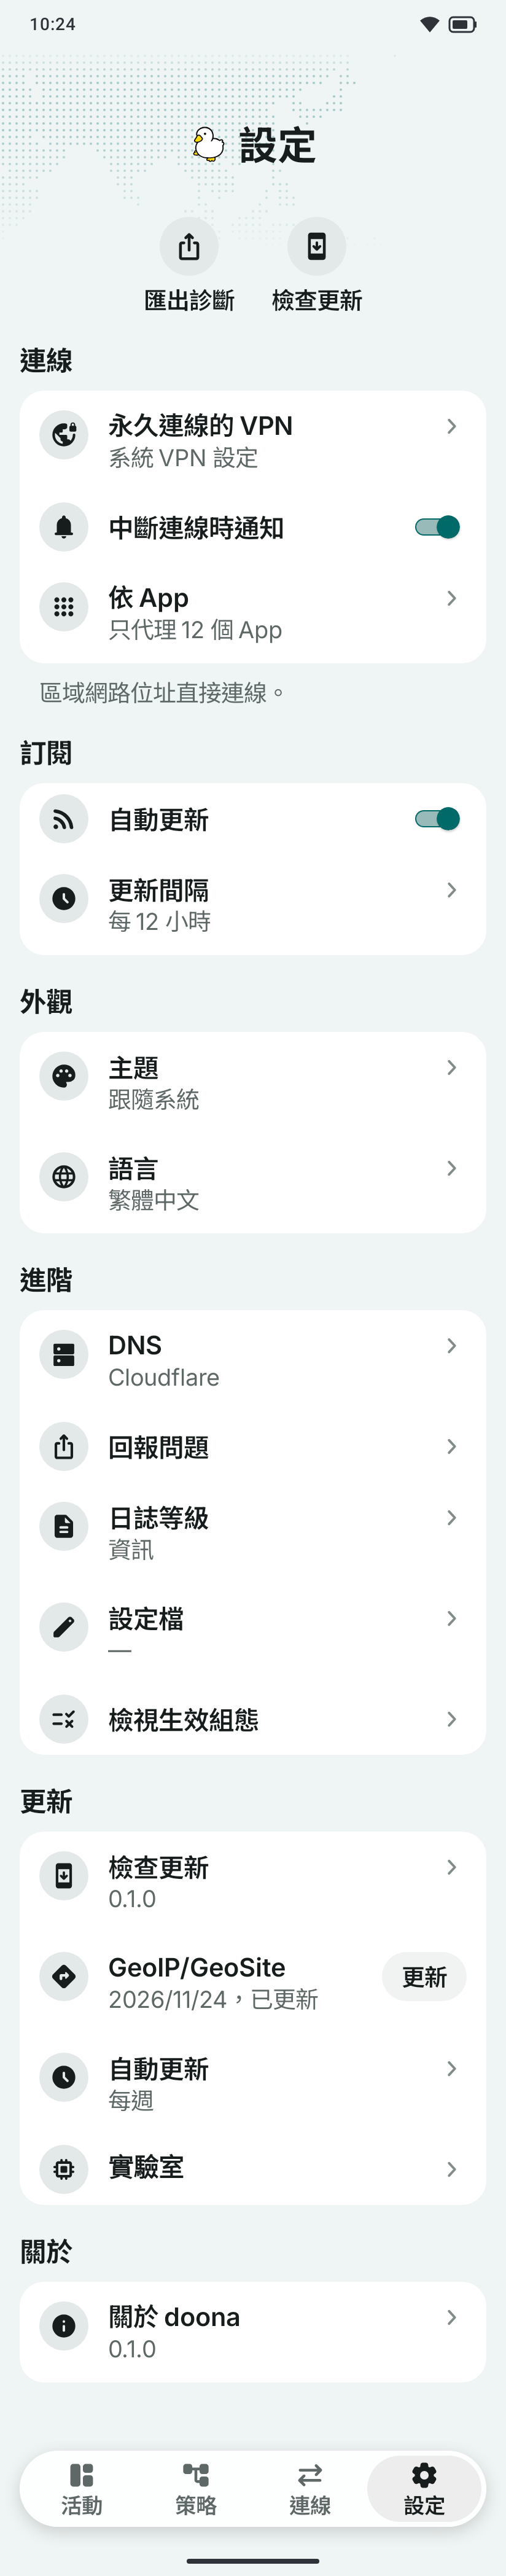 10:24
設定
匯出診斷
檢查更新
連線
永久連線的 VPN
系統 VPN 設定
中斷連線時通知
依 App
只代理 12 個 App
區域網路位址直接連線。
訂閱
自動更新
更新間隔
每 12 小時
外觀
主題
跟隨系統
語言
繁體中文
進階
DNS
Cloudflare
回報問題
日誌等級
資訊
設定檔
—
檢視生效組態
更新
檢查更新
0.1.0
GeoIP/GeoSite
2026/11/24，已更新
更新
自動更新
每週
實驗室
關於
關於 doona
0.1.0
活動
策略
連線
設定